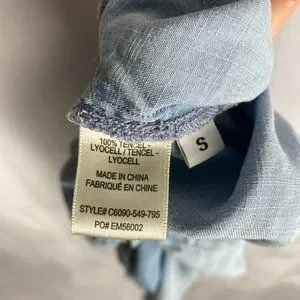 100% TENCEL -
LYOCELL / TENCEL -
LYOCELL
MADE IN CHINA
FABRIQUÉ EN CHINE
STYLE# C6090-549-795
PO# EM56002
S